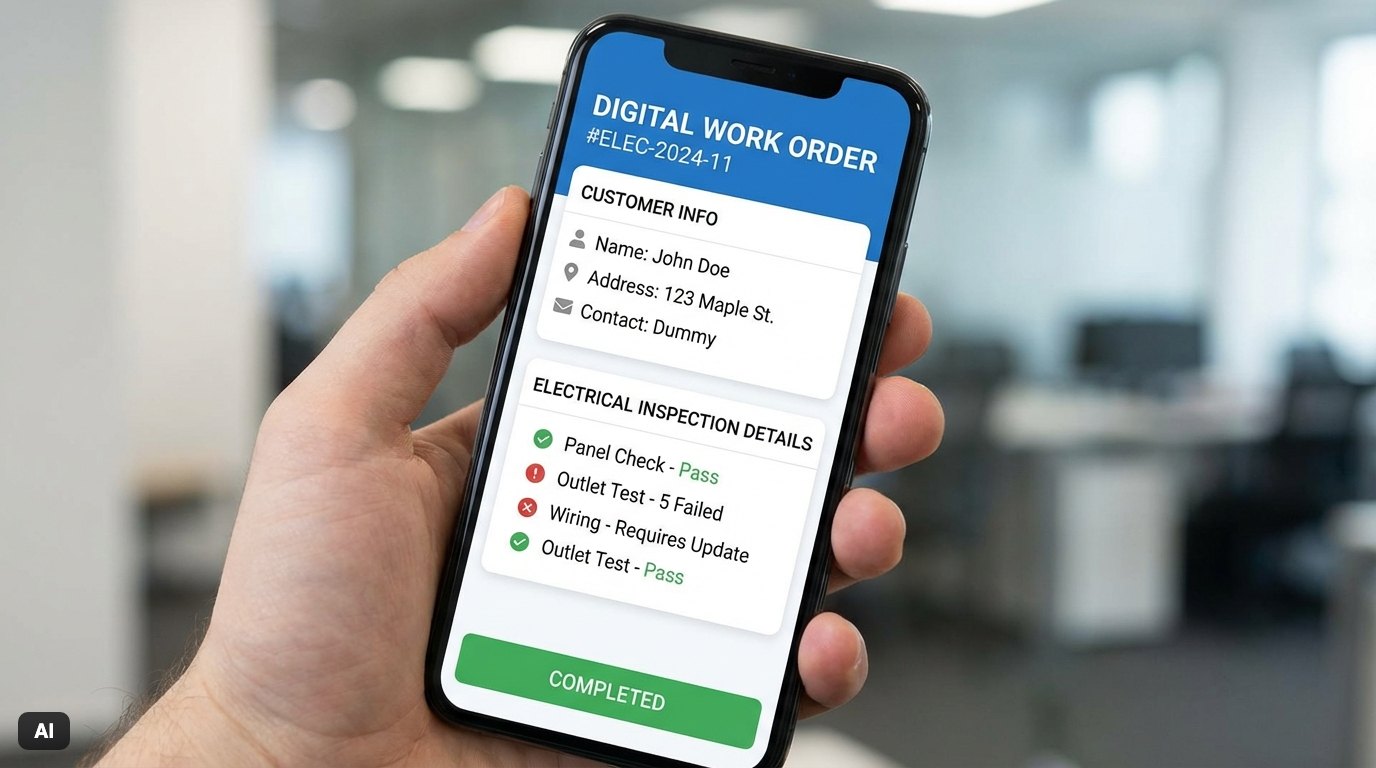 DIGITAL WORK ORDER
#ELEC-2024-11
CUSTOMER INFO
Name: John Doe
Address: 123 Maple St.
Contact: Dummy
ELECTRICAL INSPECTION DETAILS
Panel Check - Pass
Outlet Test - 5 Failed
Wiring - Requires Update
Outlet Test - Pass
COMPLETED
AI